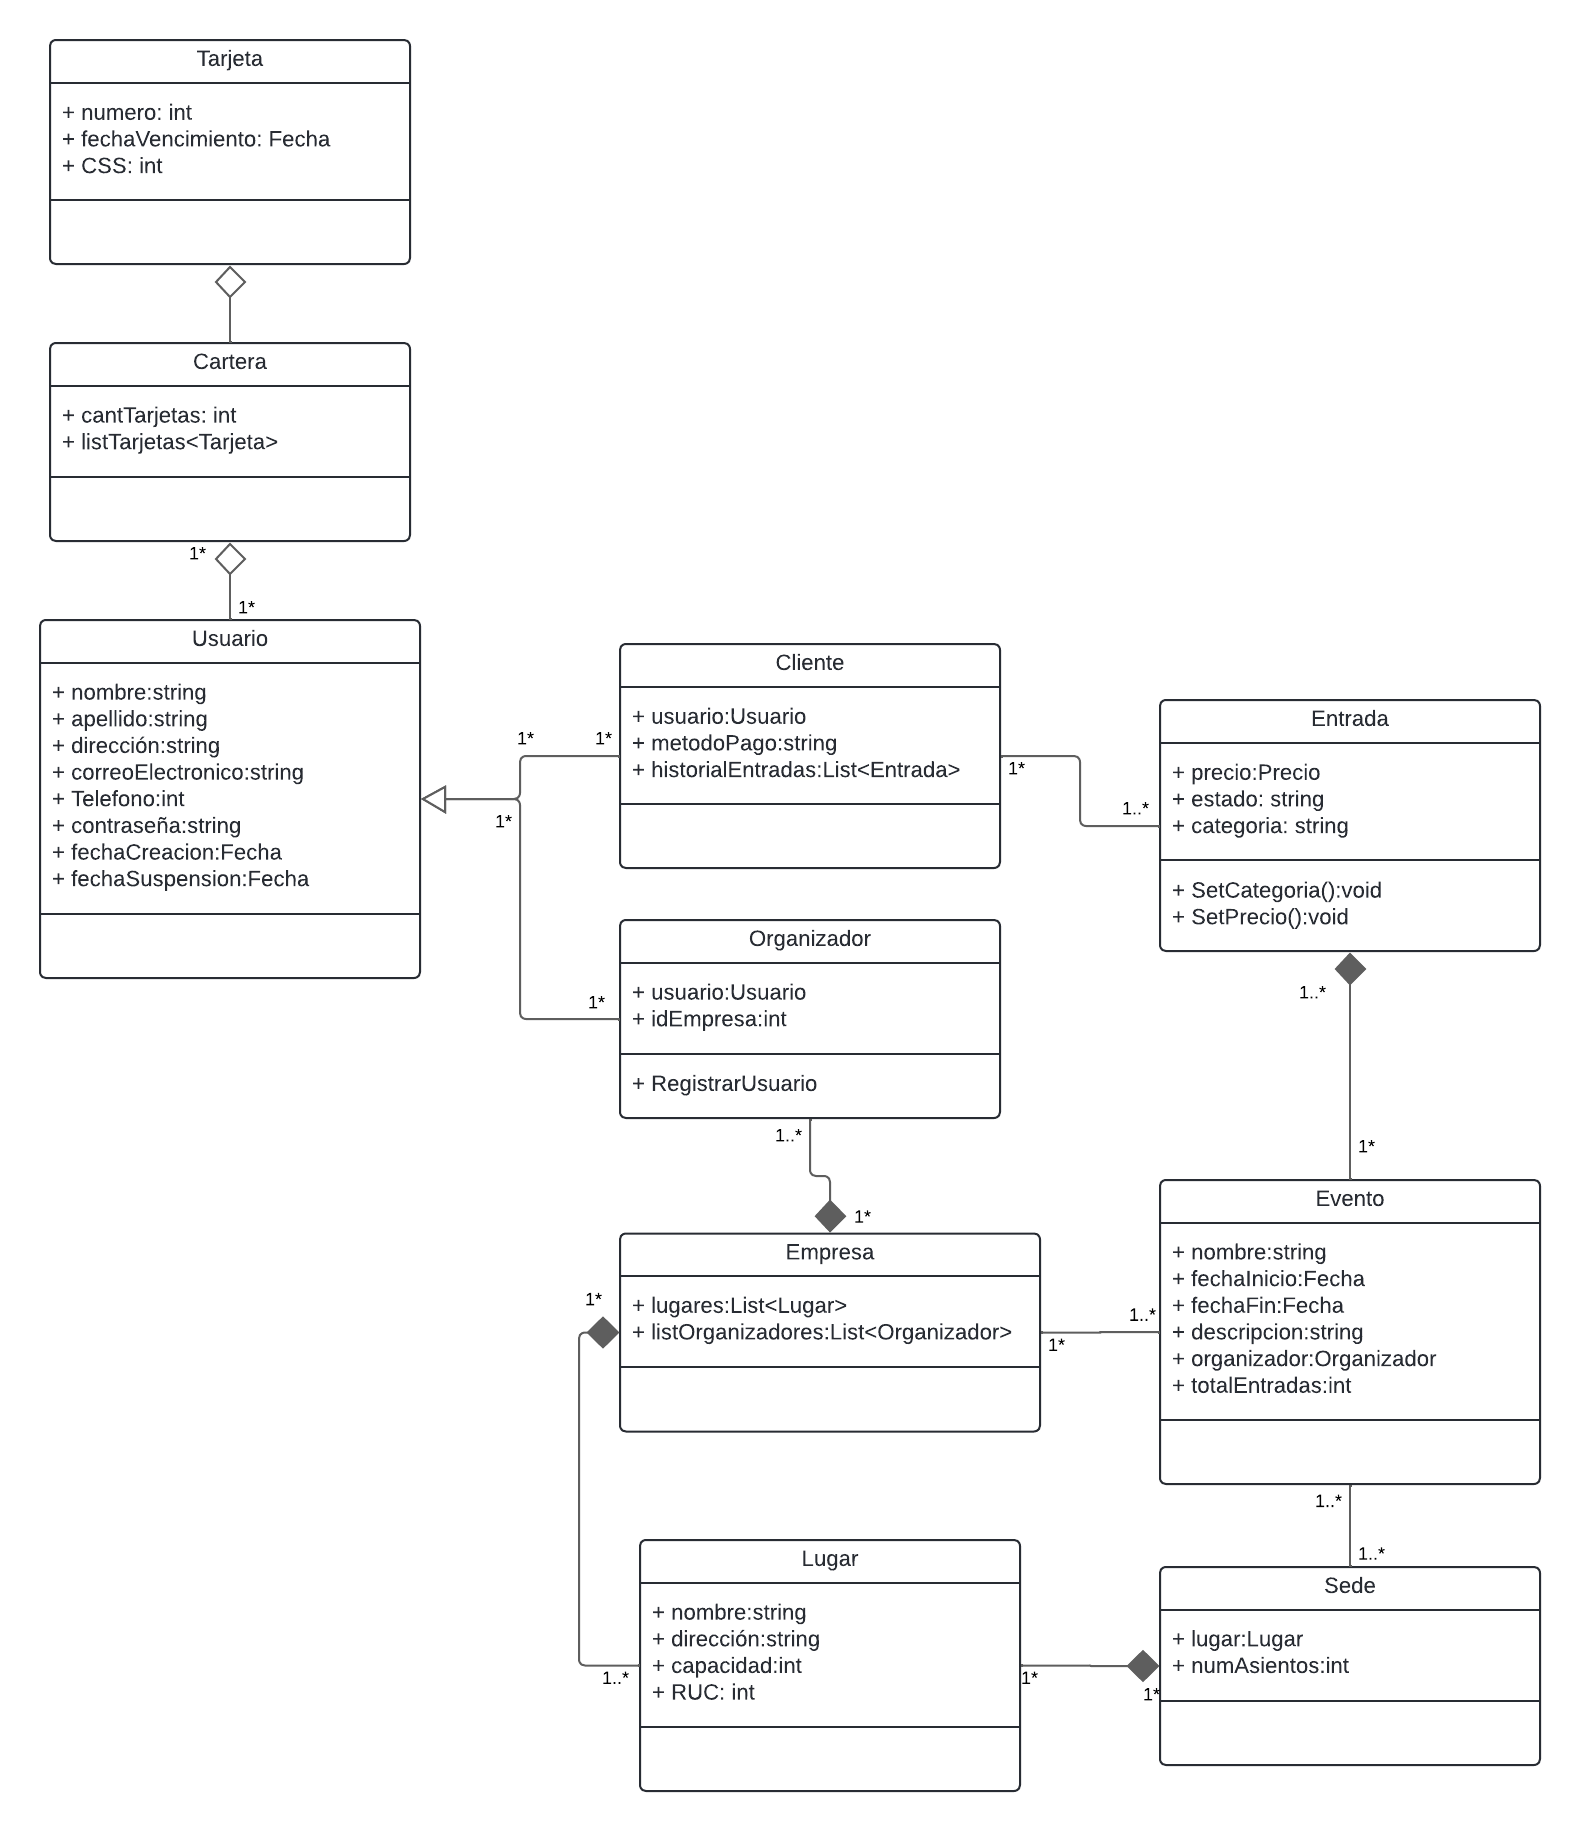 Tarjeta
+ numero: int
+ fechaVencimiento: Fecha
+ CSS: int
Cartera
+ cantTarjetas: int
+ listTarjetas<Tarjeta>
1*
1*
Usuario
+ nombre:string
+ apellido:string
+ dirección:string
+ correoElectronico:string
+ Telefono:int
+ contraseña:string
+ fechaCreacion:Fecha
+ fechaSuspension:Fecha
1*
1*
1*
1*
Cliente
+ usuario:Usuario
+ metodoPago:string
+ historialEntradas:List<Entrada>
1*
1..*
Entrada
+ precio:Precio
+ estado: string
+ categoria: string
+ SetCategoria():void
+ SetPrecio():void
1..*
1*
Organizador
+ usuario:Usuario
+ idEmpresa:int
+ RegistrarUsuario
1..*
1*
Empresa
+ lugares:List<Lugar>
+ listOrganizadores:List<Organizador>
1*
1*
1..*
Evento
+ nombre:string
+ fechaInicio:Fecha
+ fechaFin:Fecha
+ descripcion:string
+ organizador:Organizador
+ totalEntradas:int
1..*
1..*
Lugar
+ nombre:string
+ dirección:string
+ capacidad:int
+ RUC: int
1..*
1*
1*
Sede
+ lugar:Lugar
+ numAsientos:int